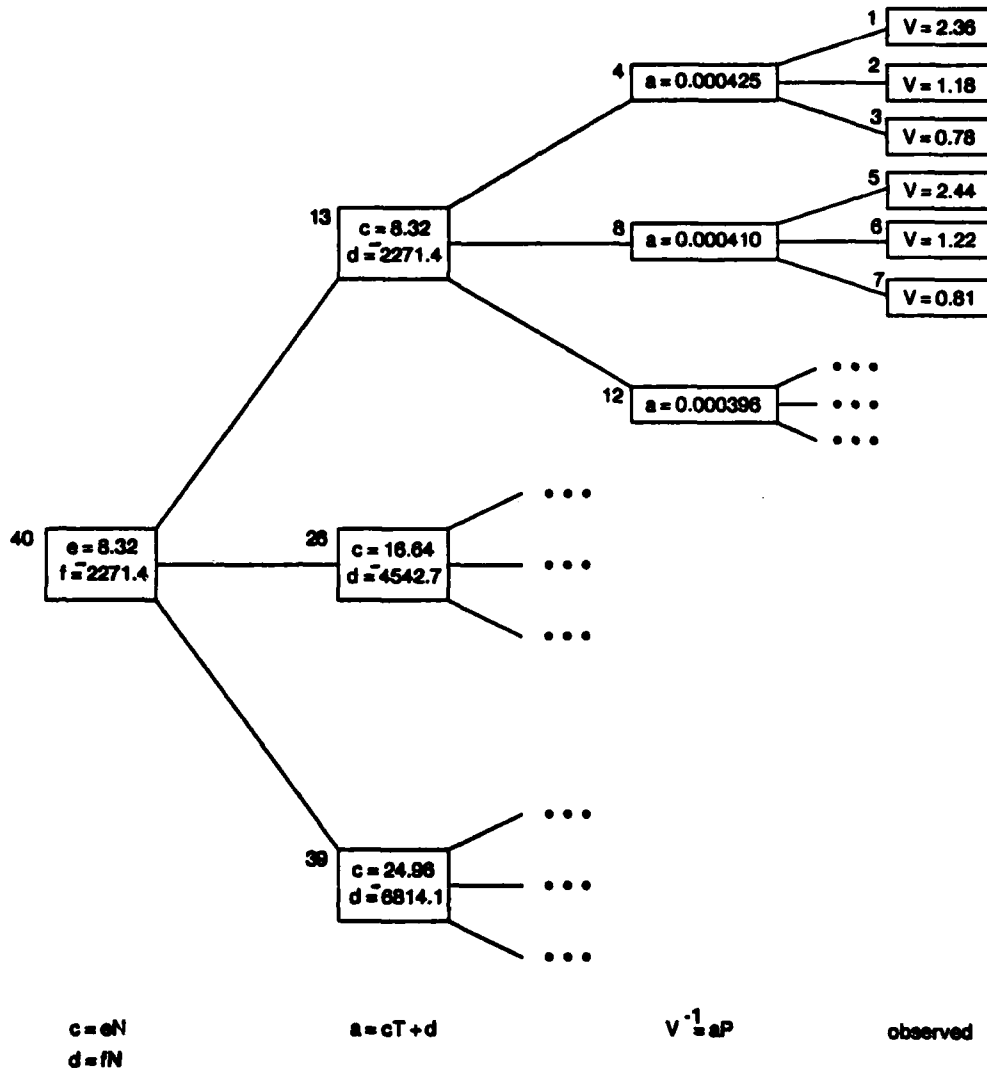 1
V = 2.36
2
V = 1.18
3
V = 0.78
4
a = 0.000425
5
V = 2.44
6
V = 1.22
7
V = 0.81
8
a = 0.000410
12
a = 0.000396
13
c = 8.32
d = ‾2271.4
26
c = 16.64
d = ‾4542.7
39
c = 24.96
d = ‾6814.1
40
e = 8.32
f = ‾2271.4
c = eN
d = fN
a = cT + d
V⁻¹ = aP
observed